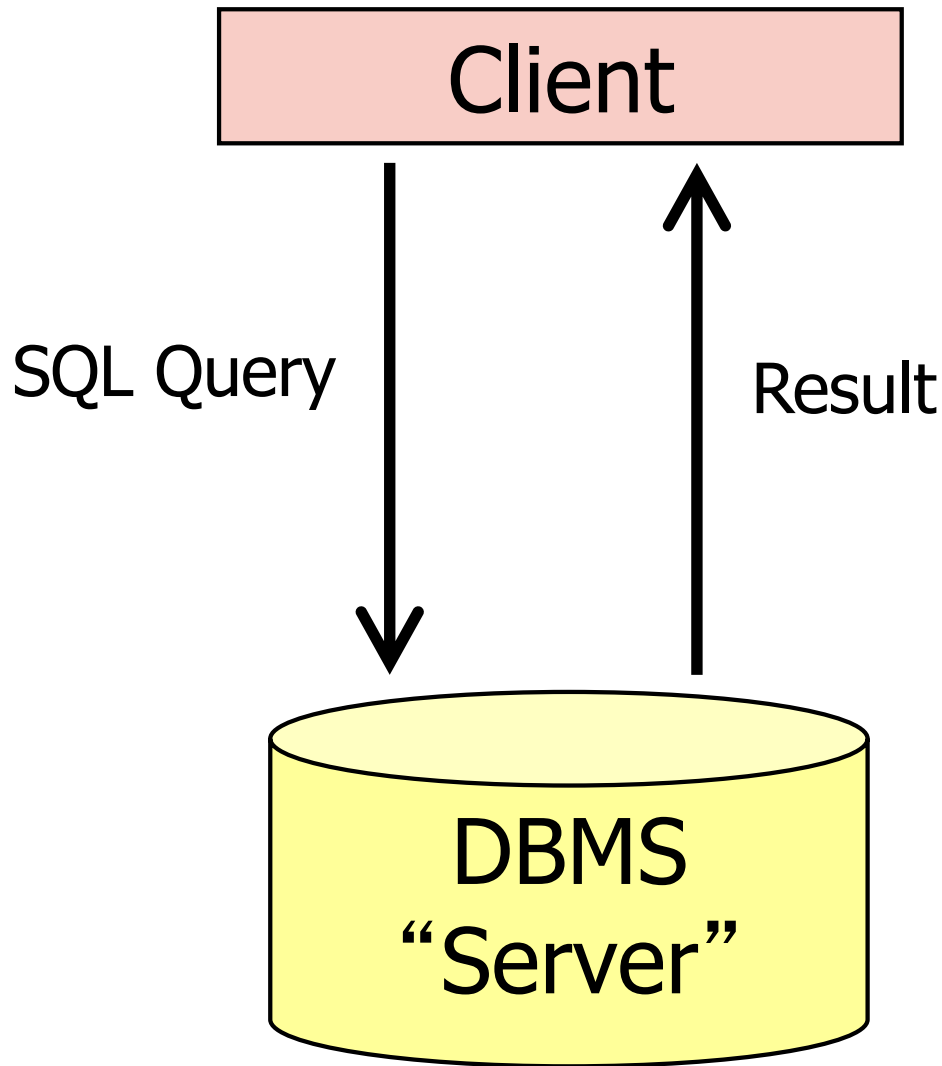 Client
SQL Query
Result
DBMS
“Server”